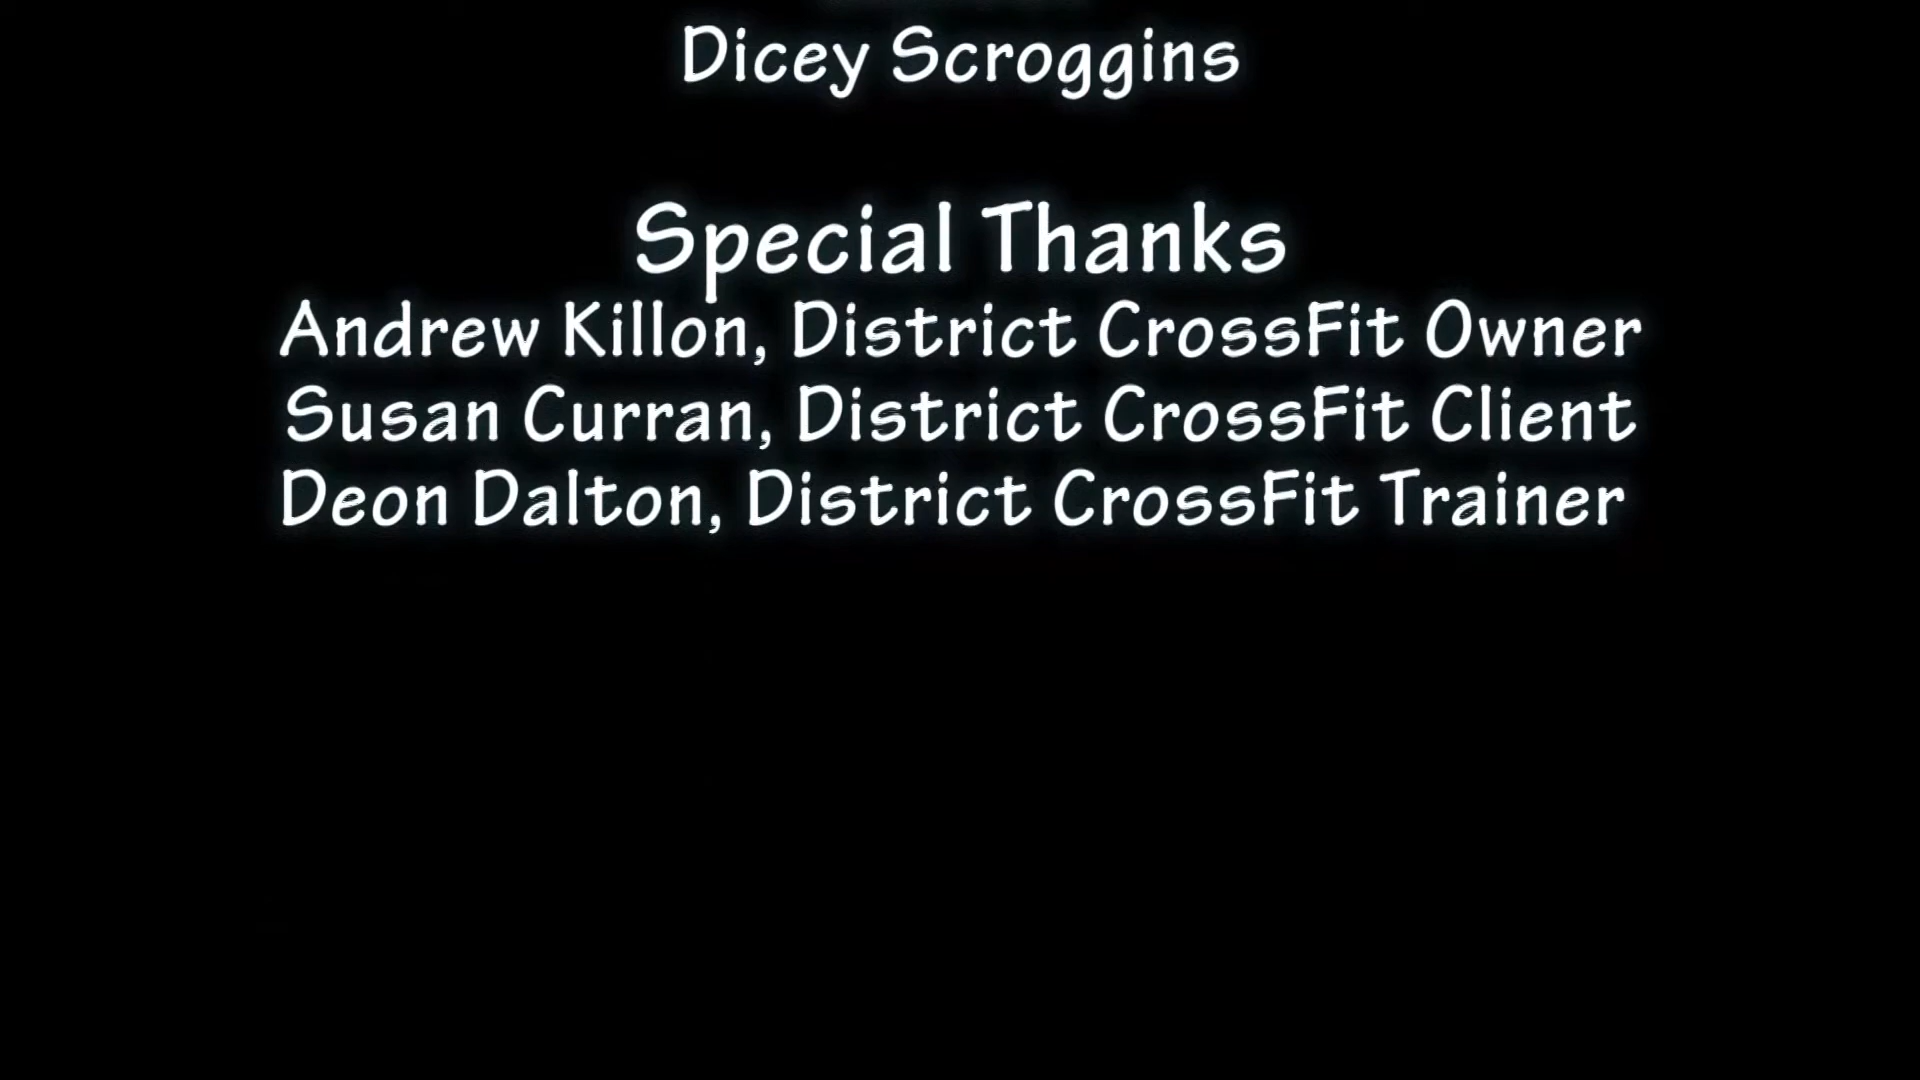 Dicey Scroggins
Special Thanks
Andrew Killon, District CrossFit Owner
Susan Curran, District CrossFit Client
Deon Dalton, District CrossFit Trainer